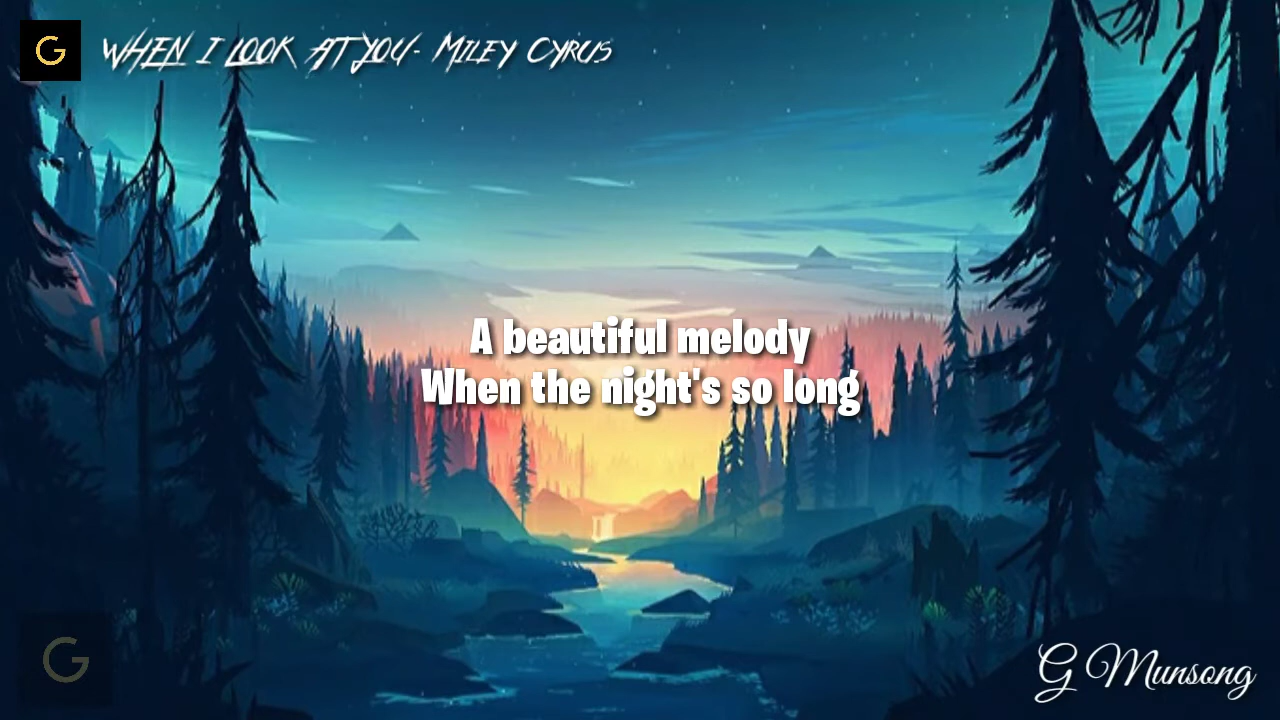 G
WHEN I LOOK AT YOU- MILEY CYRUS
A beautiful melody
When the night's so long
G
G Munsong